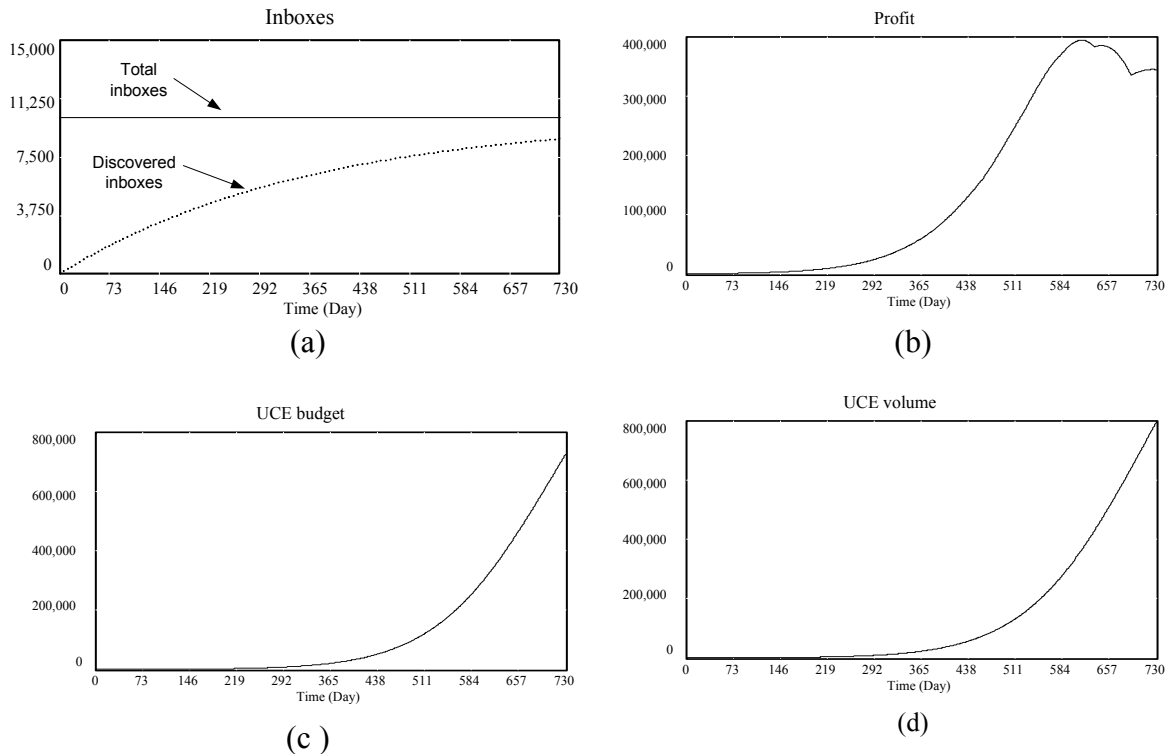 Inboxes
15,000
11,250
7,500
3,750
0
Total
inboxes
Discovered
inboxes
0 73 146 219 292 365 438 511 584 657 730
Time (Day)
(a)
Profit
400,000
300,000
200,000
100,000
0
0 73 146 219 292 365 438 511 584 657 730
Time (Day)
(b)
UCE budget
800,000
600,000
400,000
200,000
0
0 73 146 219 292 365 438 511 584 657 730
Time (Day)
(c )
UCE volume
800,000
600,000
400,000
200,000
0
0 73 146 219 292 365 438 511 584 657 730
Time (Day)
(d)